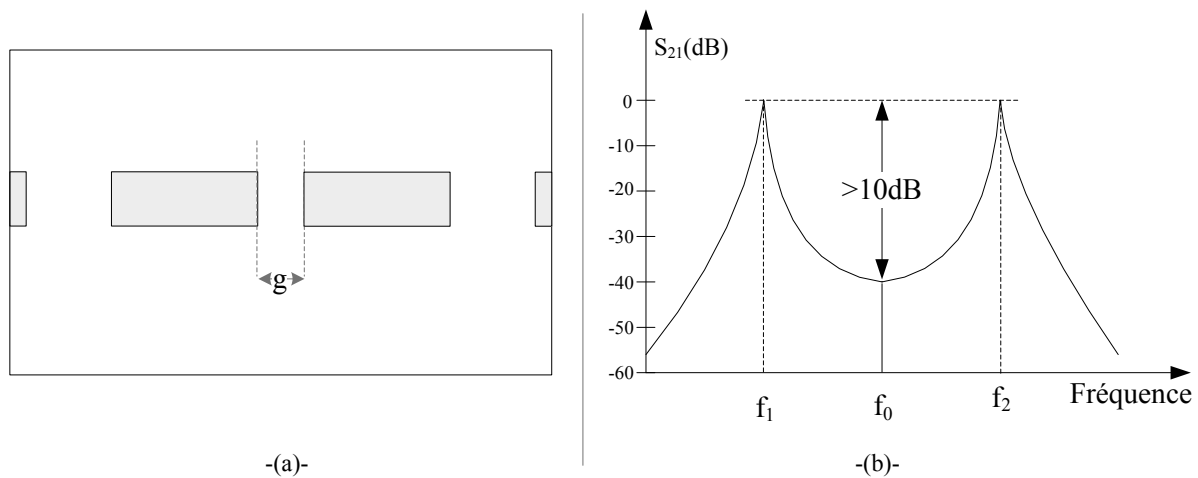 g
-(a)-
S₂₁(dB)
0
-10
-20
-30
-40
-50
-60
>10dB
f₁
f₀
f₂
Fréquence
-(b)-